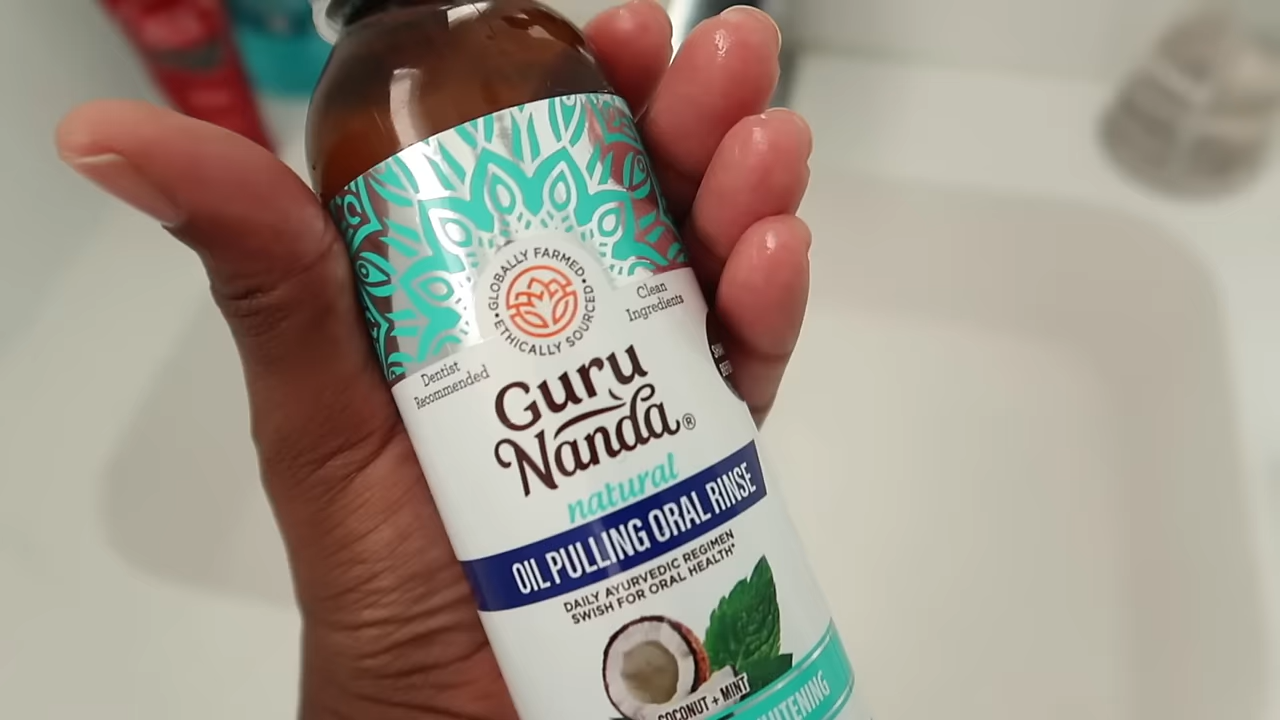 GLOBALLY FARMED
ETHICALLY SOURCED
Clean
Ingredients
Dentist
Recommended
Guru
Nanda®
natural
OIL PULLING ORAL RINSE
DAILY AYURVEDIC REGIMEN
SWISH FOR ORAL HEALTH*
COCONUT + MINT